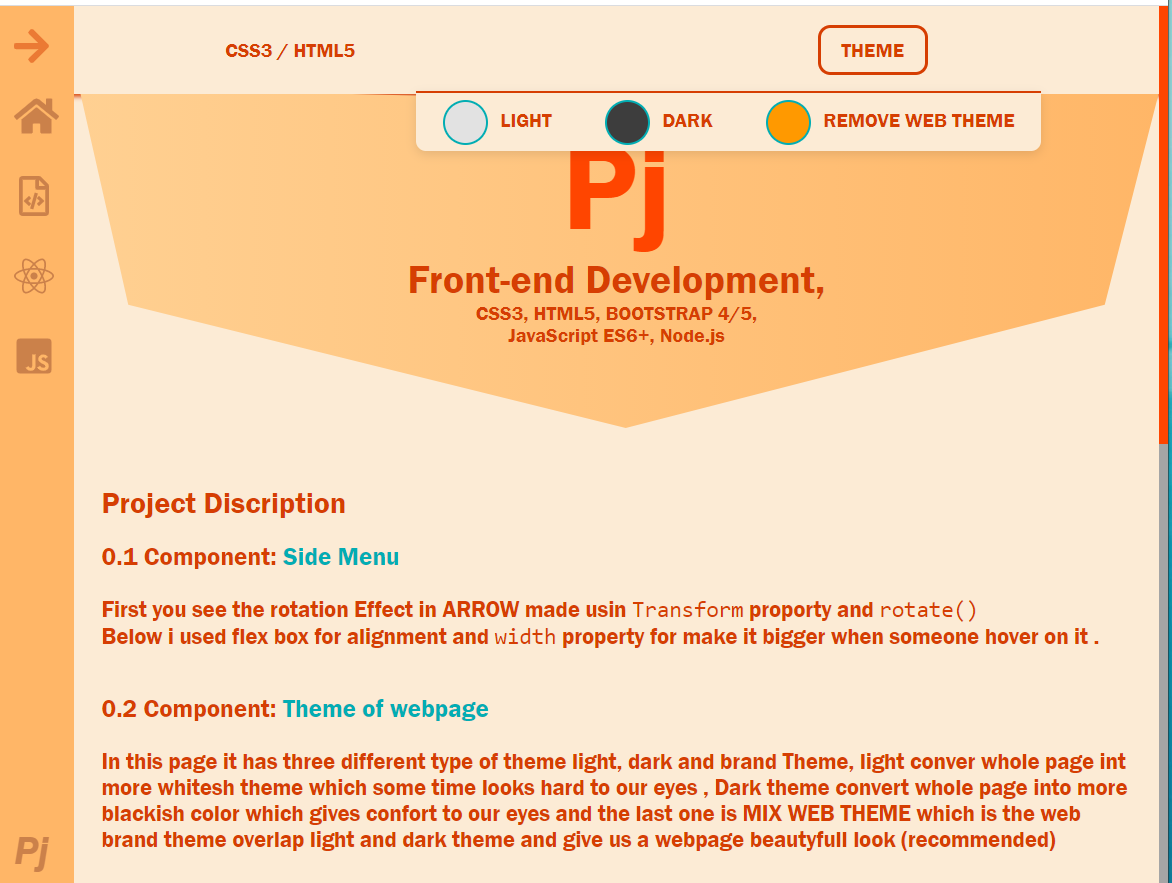 CSS3 / HTML5
THEME
LIGHT
DARK
REMOVE WEB THEME
Pj
Front-end Development,
CSS3, HTML5, BOOTSTRAP 4/5,
JavaScript ES6+, Node.js
JS
Project Discription
0.1 Component: Side Menu
First you see the rotation Effect in ARROW made usin Transform proporty and rotate()
Below i used flex box for alignment and width property for make it bigger when someone hover on it .
0.2 Component: Theme of webpage
In this page it has three different type of theme light, dark and brand Theme, light conver whole page int
more whitesh theme which some time looks hard to our eyes , Dark theme convert whole page into more
blackish color which gives confort to our eyes and the last one is MIX WEB THEME which is the web
brand theme overlap light and dark theme and give us a webpage beautyfull look (recommended)
Pj